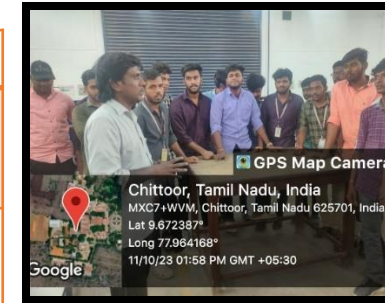 GPS Map Camera
Chittoor, Tamil Nadu, India
MXC7+WVM, Chittoor, Tamil Nadu 625701, India
Lat 9.672387°
Long 77.964168°
11/10/23 01:58 PM GMT +05:30
Google